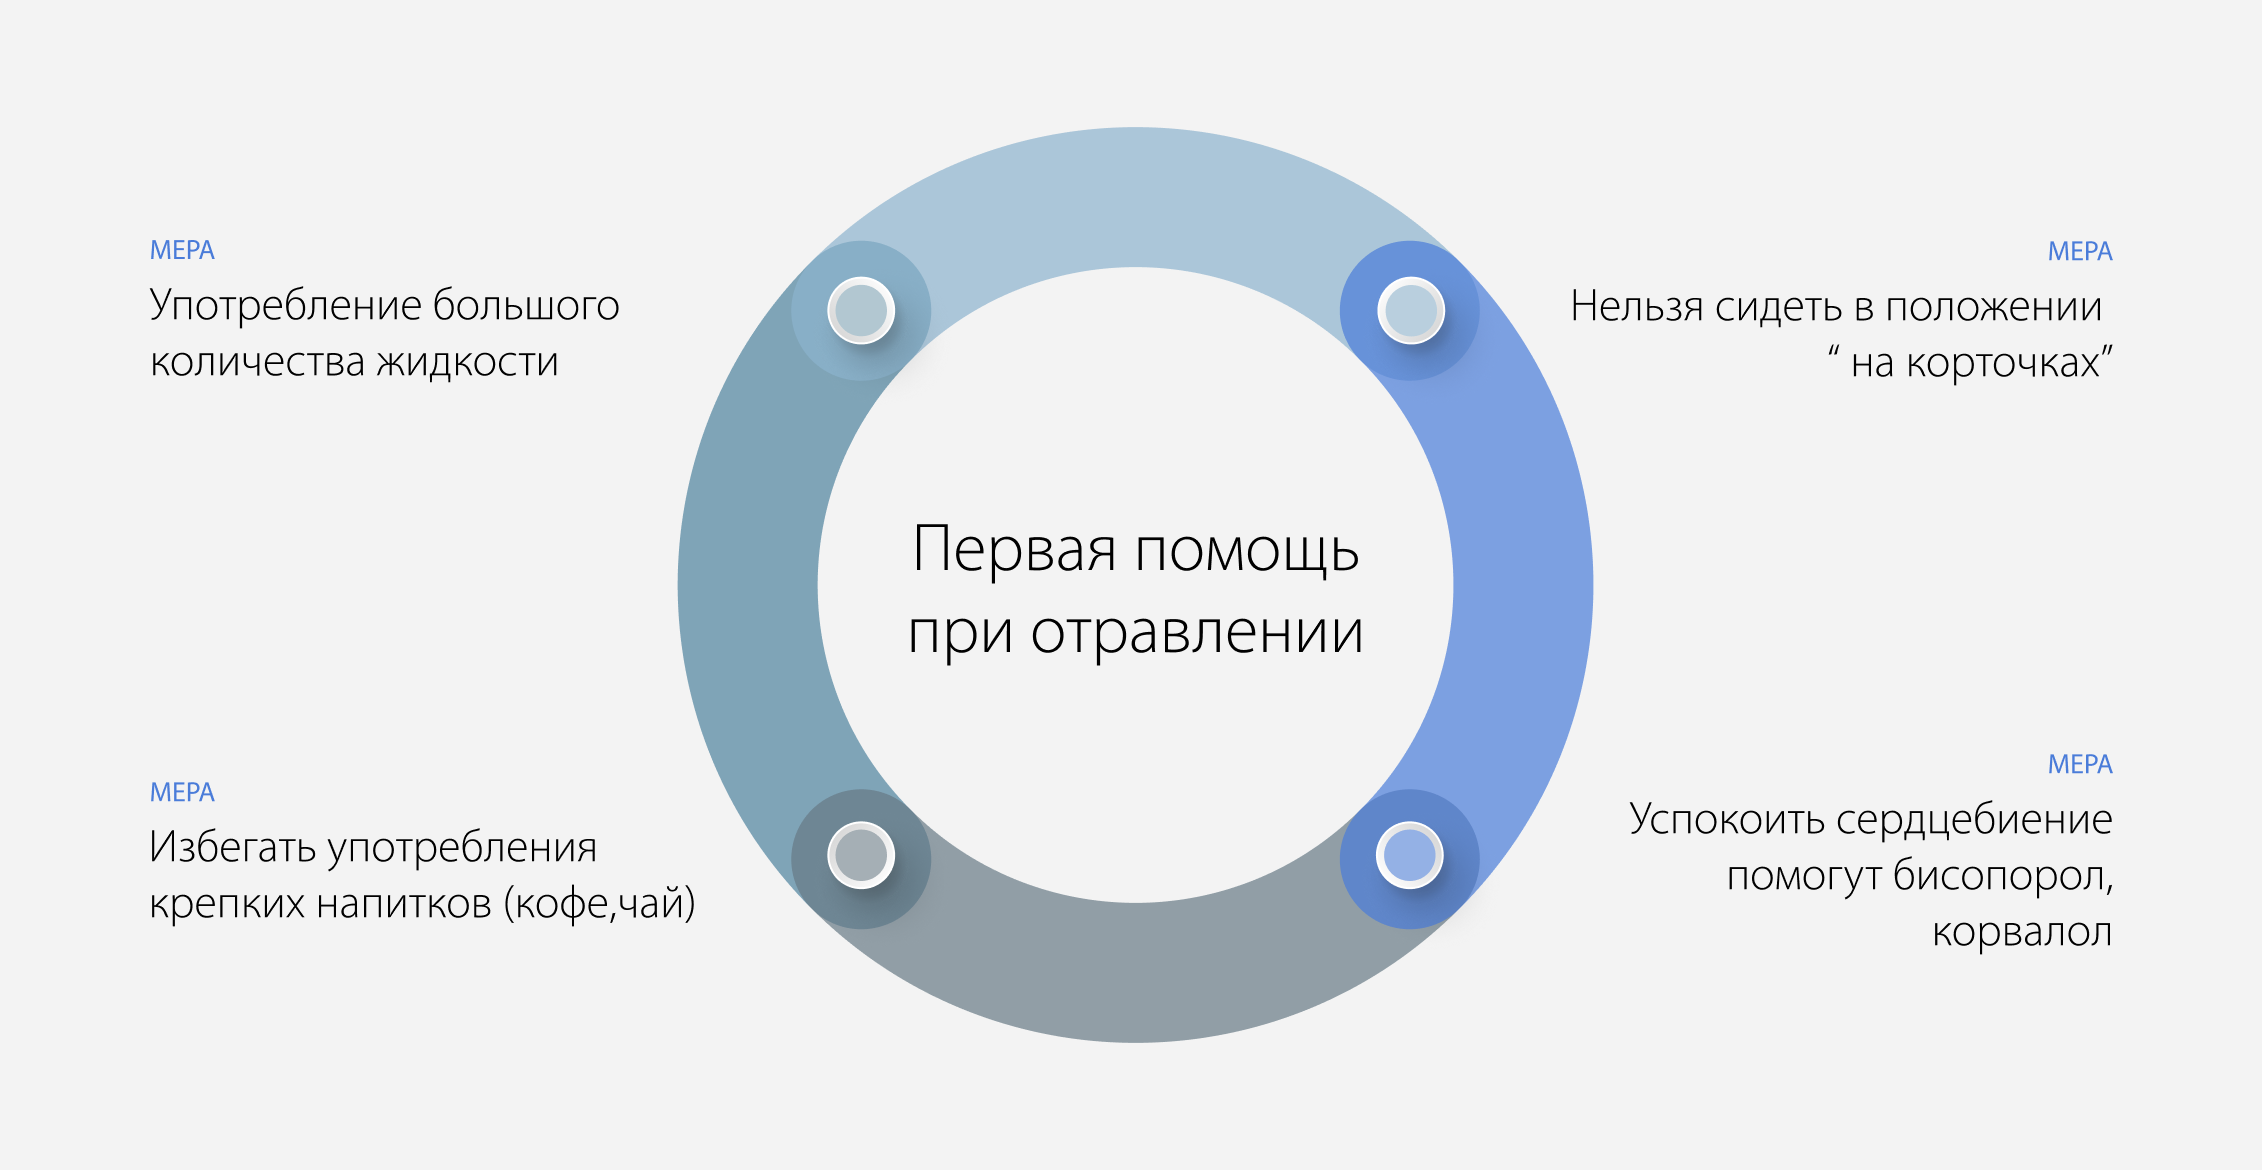 МЕРА
Употребление большого
количества жидкости
МЕРА
Нельзя сидеть в положении
“ на корточках”
Первая помощь
при отравлении
МЕРА
Избегать употребления
крепких напитков (кофе,чай)
МЕРА
Успокоить сердцебиение
помогут бисопорол,
корвалол